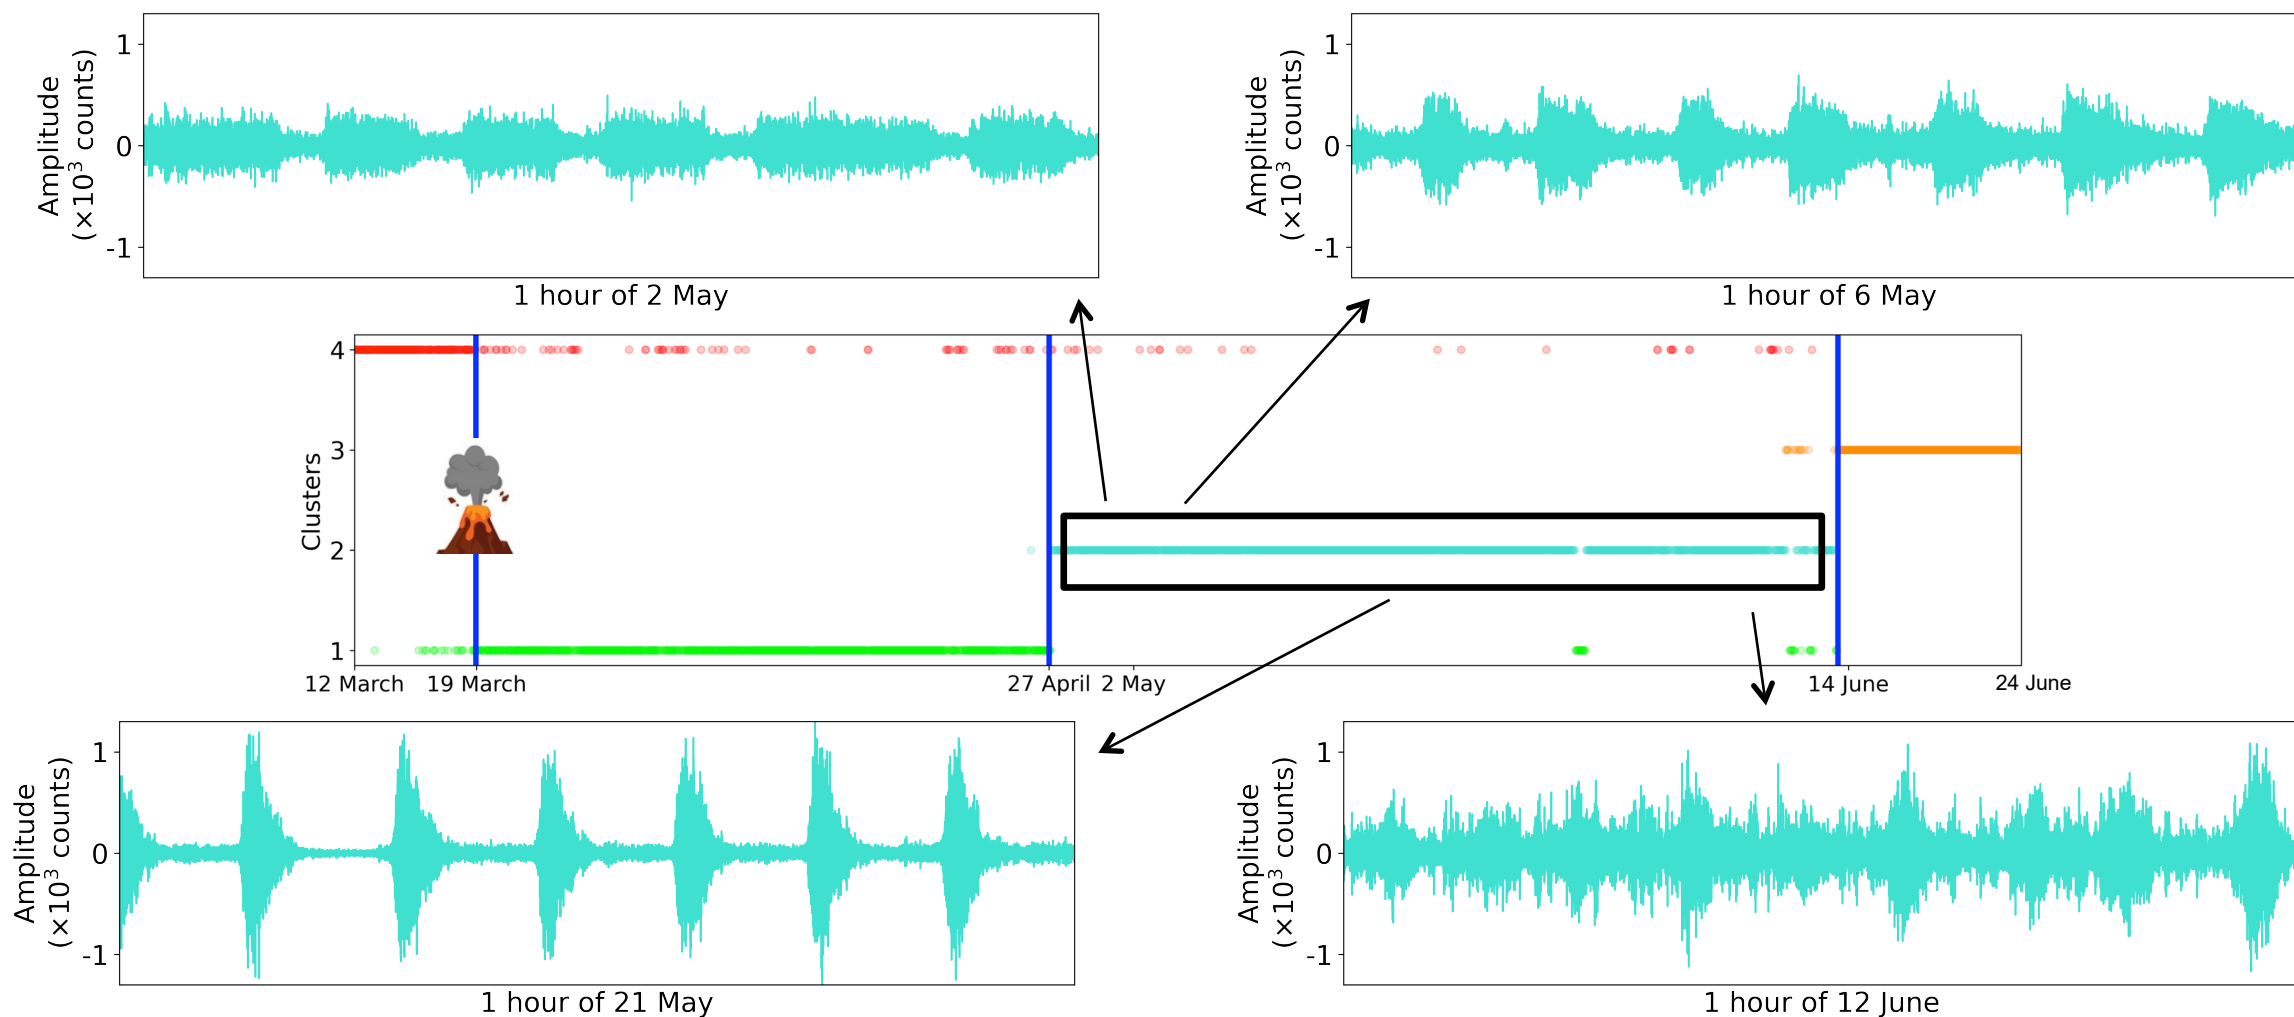 1
0
-1
Amplitude
(×10³ counts)
1 hour of 2 May
1
0
-1
Amplitude
(×10³ counts)
1 hour of 6 May
4
3
2
1
Clusters
12 March 19 March 27 April 2 May 14 June 24 June
1
0
-1
Amplitude
(×10³ counts)
1 hour of 21 May
1
0
-1
Amplitude
(×10³ counts)
1 hour of 12 June